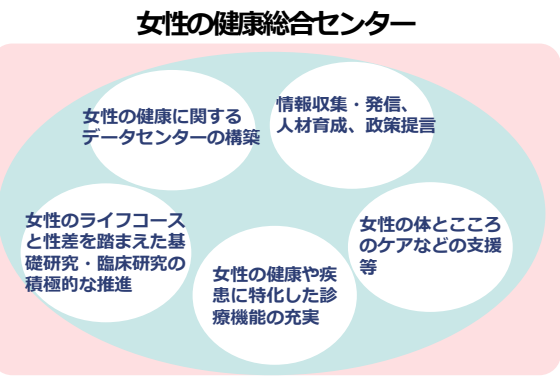 女性の健康総合センター
女性の健康に関する
データセンターの構築
情報収集・発信、
人材育成、政策提言
女性のライフコース
と性差を踏まえた基
礎研究・臨床研究の
積極的な推進
女性の健康や疾
患に特化した診
療機能の充実
女性の体とこころ
のケアなどの支援
等